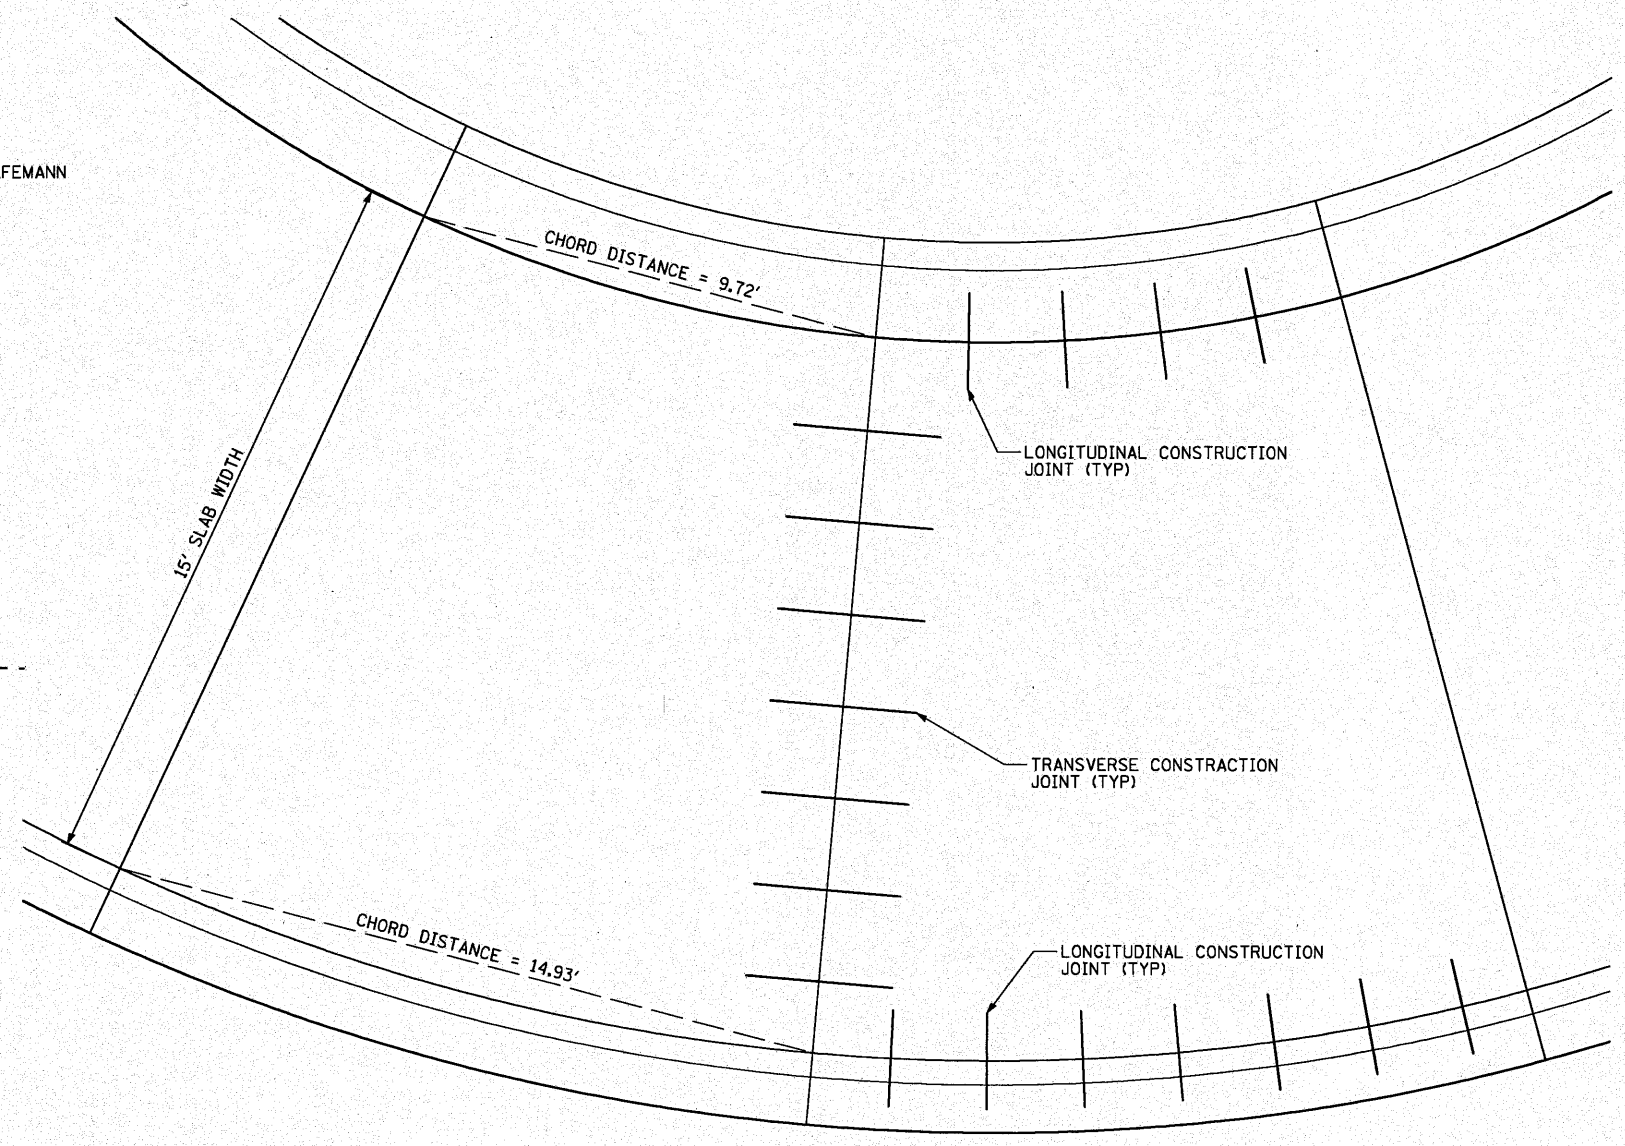 FEMANN
CHORD DISTANCE = 9.72'
15' SLAB WIDTH
LONGITUDINAL CONSTRUCTION
JOINT (TYP)
TRANSVERSE CONSTRACTION
JOINT (TYP)
CHORD DISTANCE = 14.93'
LONGITUDINAL CONSTRUCTION
JOINT (TYP)